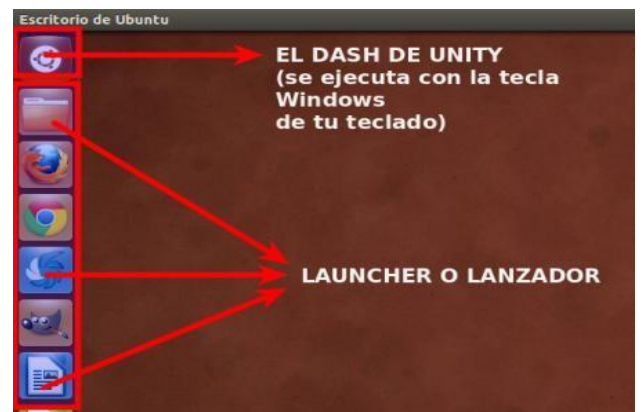 Escritorio de Ubuntu
EL DASH DE UNITY
(se ejecuta con la tecla
Windows
de tu teclado)
LAUNCHER O LANZADOR